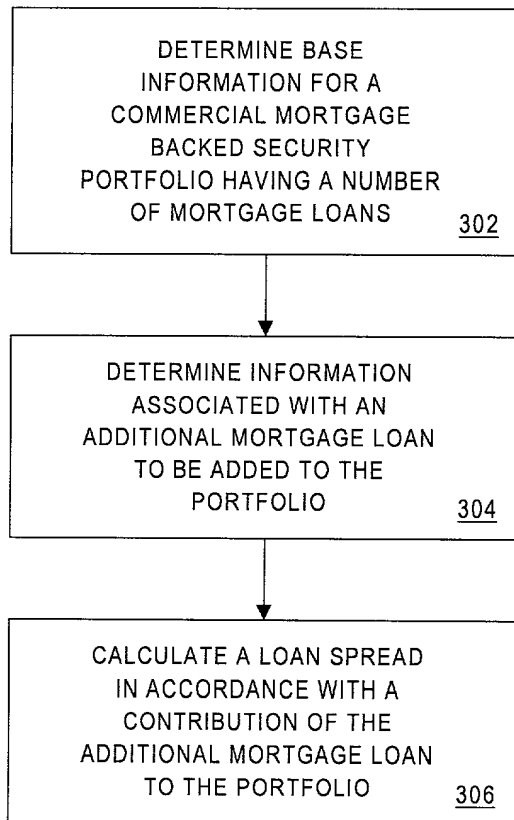 DETERMINE BASE
INFORMATION FOR A
COMMERCIAL MORTGAGE
BACKED SECURITY
PORTFOLIO HAVING A NUMBER
OF MORTGAGE LOANS
302
DETERMINE INFORMATION
ASSOCIATED WITH AN
ADDITIONAL MORTGAGE LOAN
TO BE ADDED TO THE
PORTFOLIO
304
CALCULATE A LOAN SPREAD
IN ACCORDANCE WITH A
CONTRIBUTION OF THE
ADDITIONAL MORTGAGE LOAN
TO THE PORTFOLIO
306